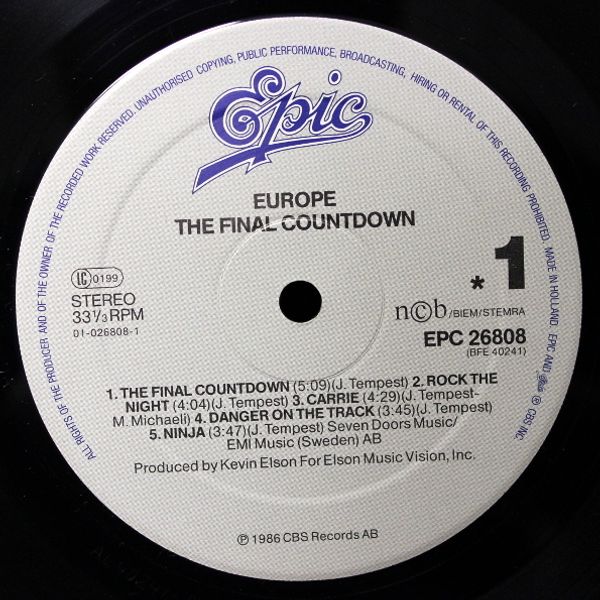 ALL RIGHTS OF THE PRODUCER AND OF THE OWNER OF THE RECORDED WORK RESERVED. UNAUTHORISED COPYING, PUBLIC PERFORMANCE, BROADCASTING, HIRING OR RENTAL OF THIS RECORDING PROHIBITED. MADE IN HOLLAND. EPIC AND ARE ® CBS INC.
Epic
EUROPE
THE FINAL COUNTDOWN
LC 0199
STEREO
33 1/3 RPM
01-026808-1
* 1
n©b/BIEM/STEMRA
EPC 26808
(BFE 40241)
1. THE FINAL COUNTDOWN (5:09)(J. Tempest) 2. ROCK THE
NIGHT (4:04)(J. Tempest) 3. CARRIE (4:29)(J. Tempest-
M. Michaeli) 4. DANGER ON THE TRACK (3:45)(J. Tempest)
5. NINJA (3:47)(J. Tempest) Seven Doors Music/
EMI Music (Sweden) AB
Produced by Kevin Elson For Elson Music Vision, Inc.
℗ 1986 CBS Records AB